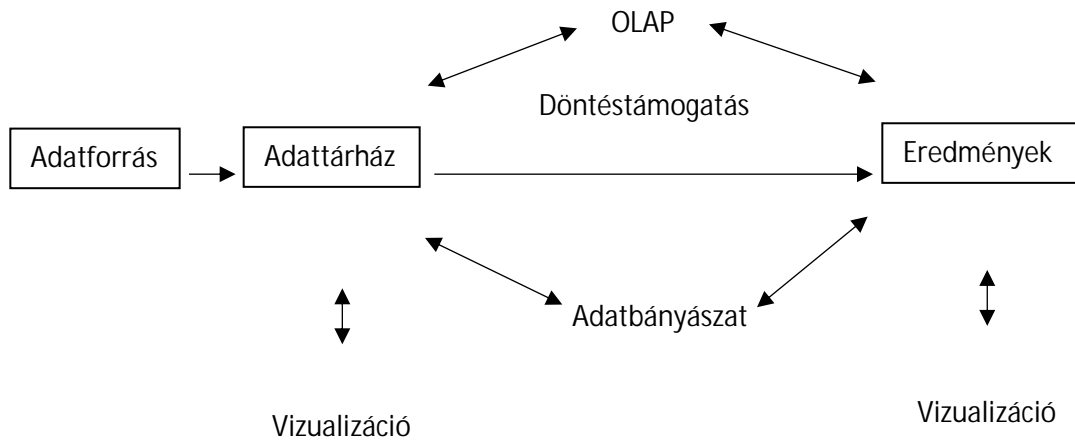 OLAP
Döntéstámogatás
Adatforrás
Adattárház
Eredmények
Adatbányászat
Vizualizáció
Vizualizáció